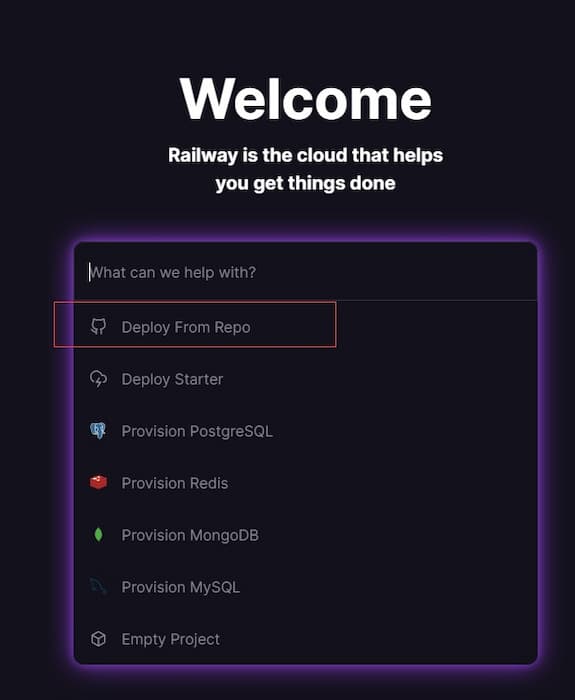 Welcome
Railway is the cloud that helps
you get things done
What can we help with?
Deploy From Repo
Deploy Starter
Provision PostgreSQL
Provision Redis
Provision MongoDB
Provision MySQL
Empty Project